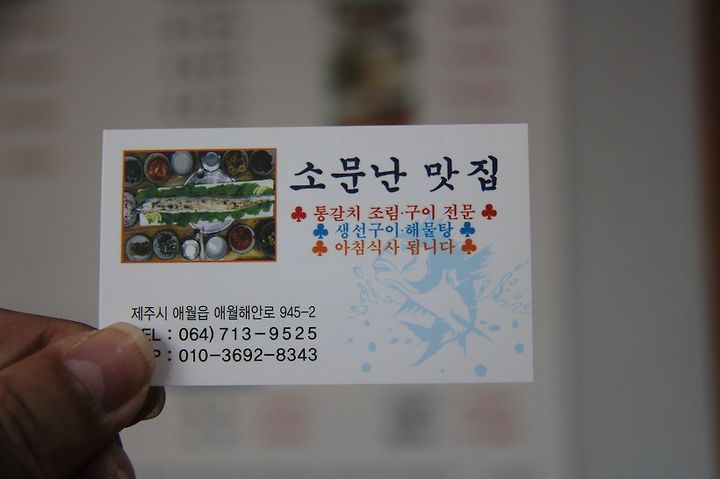 소문난 맛집
♣ 통갈치 조림·구이 전문 ♣
♣ 생선구이·해물탕 ♣
♣ 아침식사 됩니다 ♣
제주시 애월읍 애월해안로 945-2
EL : 064) 713-9525
P : 010-3692-8343